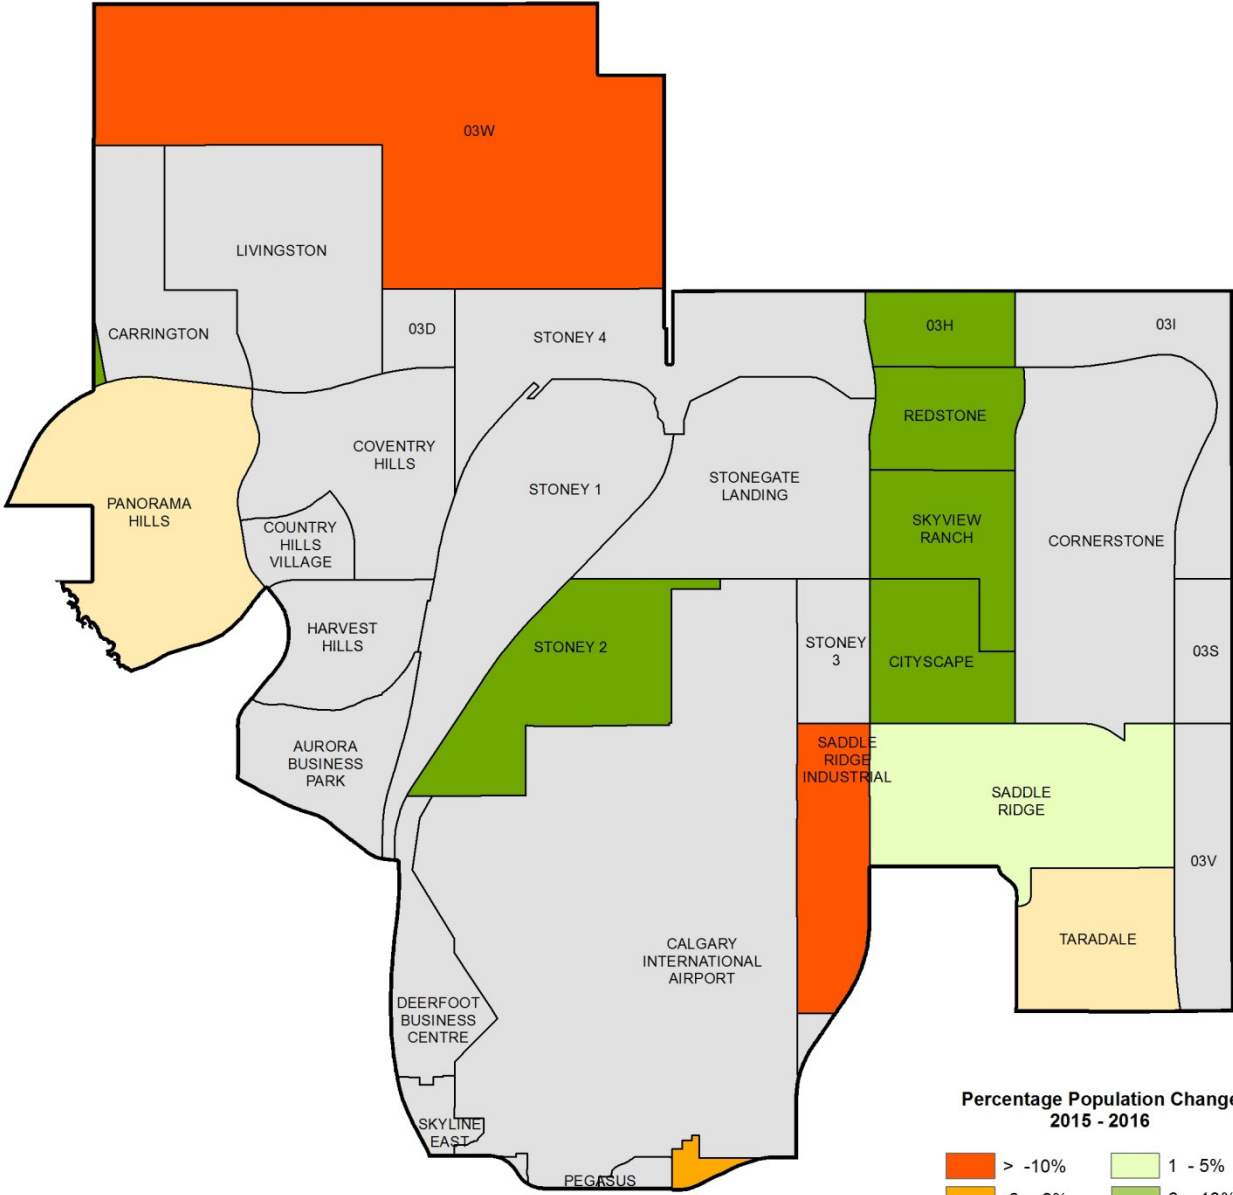 03W
LIVINGSTON
CARRINGTON
03D
STONEY 4
03H
03I
REDSTONE
COVENTRY
HILLS
PANORAMA
HILLS
STONEY 1
STONEGATE
LANDING
SKYVIEW
RANCH
CORNERSTONE
COUNTRY
HILLS
VILLAGE
HARVEST
HILLS
STONEY 2
STONEY
3
CITYSCAPE
03S
AURORA
BUSINESS
PARK
SADDLE
RIDGE
INDUSTRIAL
SADDLE
RIDGE
03V
TARADALE
CALGARY
INTERNATIONAL
AIRPORT
DEERFOOT
BUSINESS
CENTRE
SKYLINE
EAST
PEGASUS
Percentage Population Change
2015 - 2016
> -10%
1 - 5%